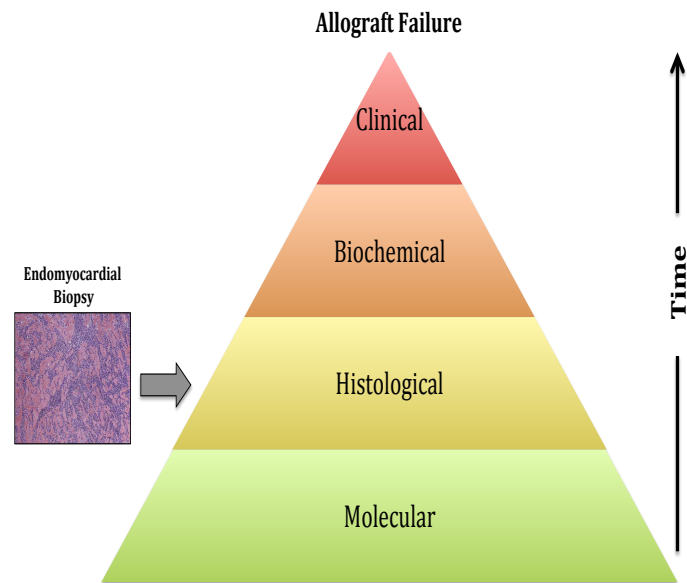 Allograft Failure
Clinical
Biochemical
Endomyocardial
Biopsy
Histological
Molecular
Time